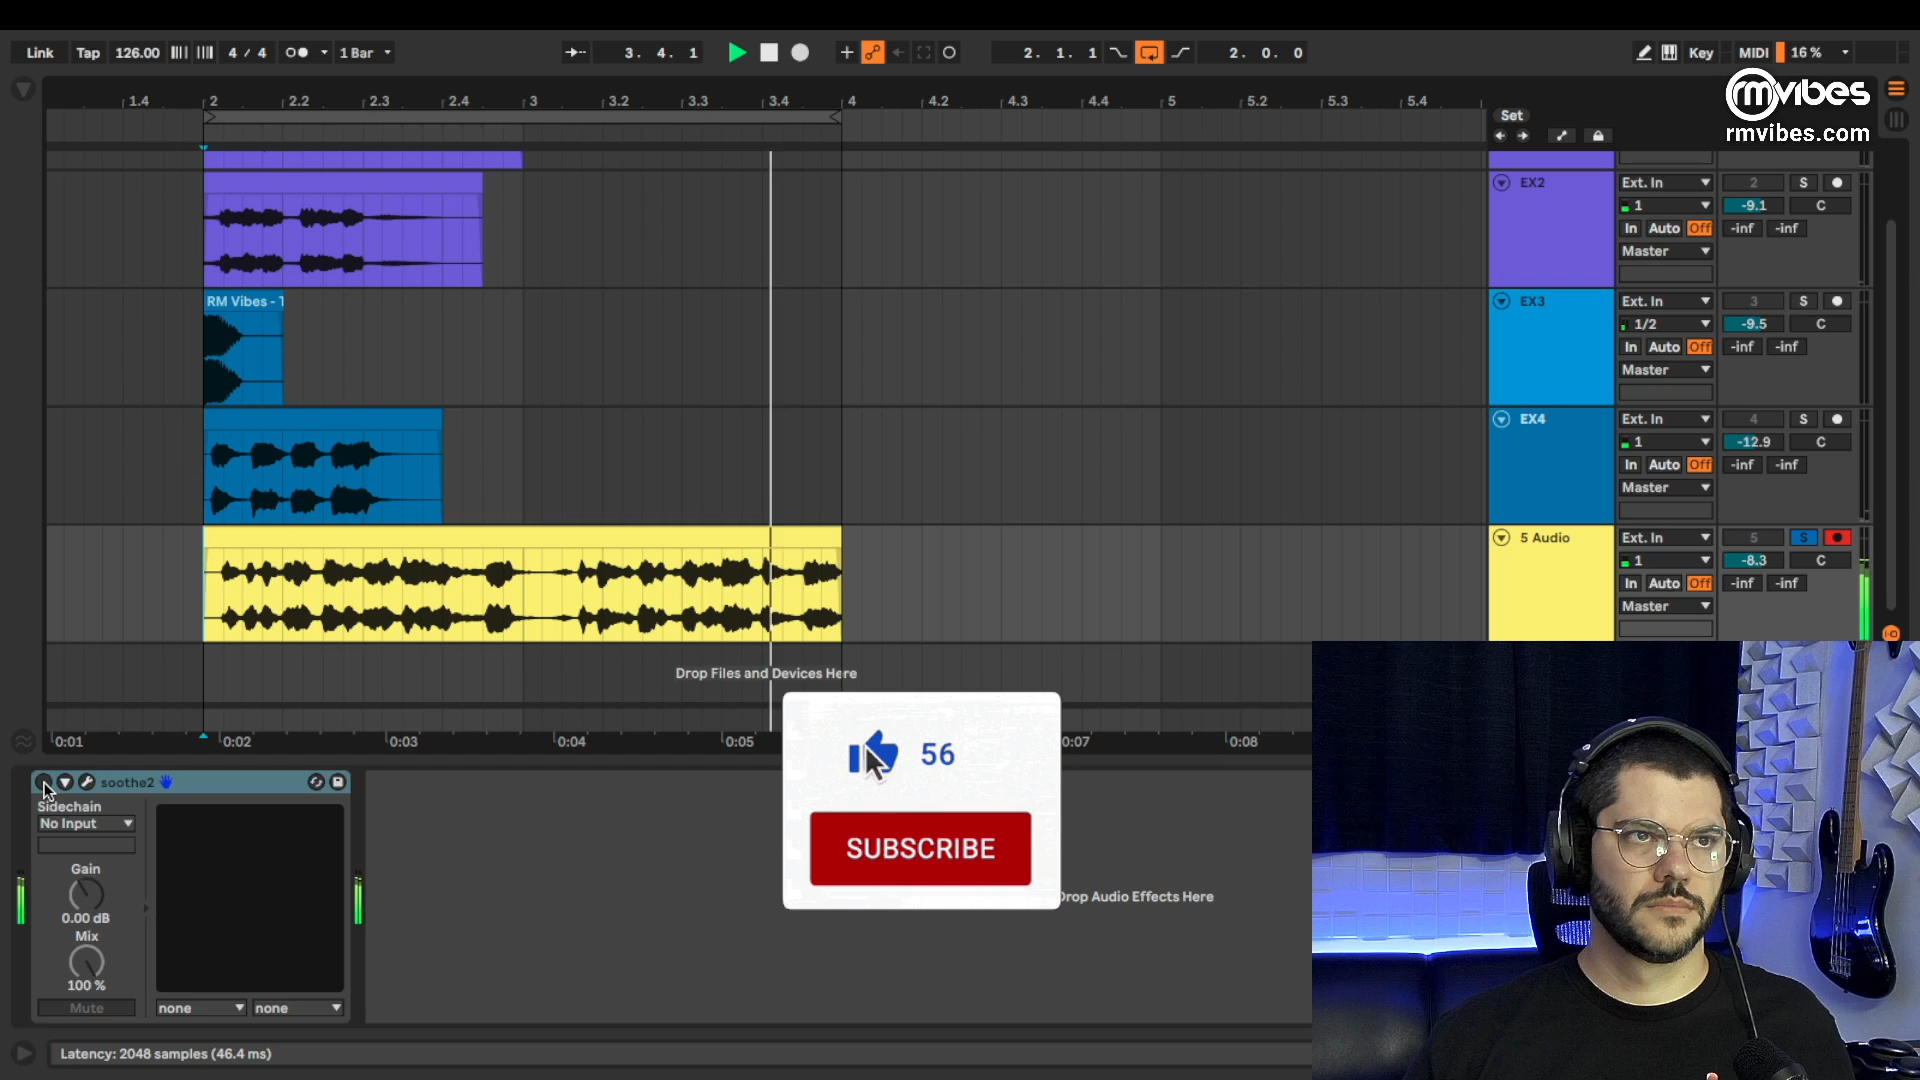 Link Tap 126.00 4 / 4 1 Bar 3. 4. 1 2. 1. 1 2. 0. 0 Key MIDI 16 %
rmvibes
rmvibes.com
1.4 2 2.2 2.3 2.4 3 3.2 3.3 3.4 4 4.2 4.3 4.4 5 5.2 5.3 5.4
Set
EX2 Ext. In 2 S
1 -9.1 C
In Auto Off -inf -inf
Master
RM Vibes - T
EX3 Ext. In 3 S
1/2 -9.5 C
In Auto Off -inf -inf
Master
EX4 Ext. In 4 S
1 -12.9 C
In Auto Off -inf -inf
Master
5 Audio Ext. In 5 S
1 -8.3 C
In Auto Off -inf -inf
Master
Drop Files and Devices Here
0:01 0:02 0:03 0:04 0:05 0:07 0:08
56
SUBSCRIBE
soothe2
Sidechain
No Input
Gain
0.00 dB
Mix
100 %
Mute none none
Drop Audio Effects Here
Latency: 2048 samples (46.4 ms)